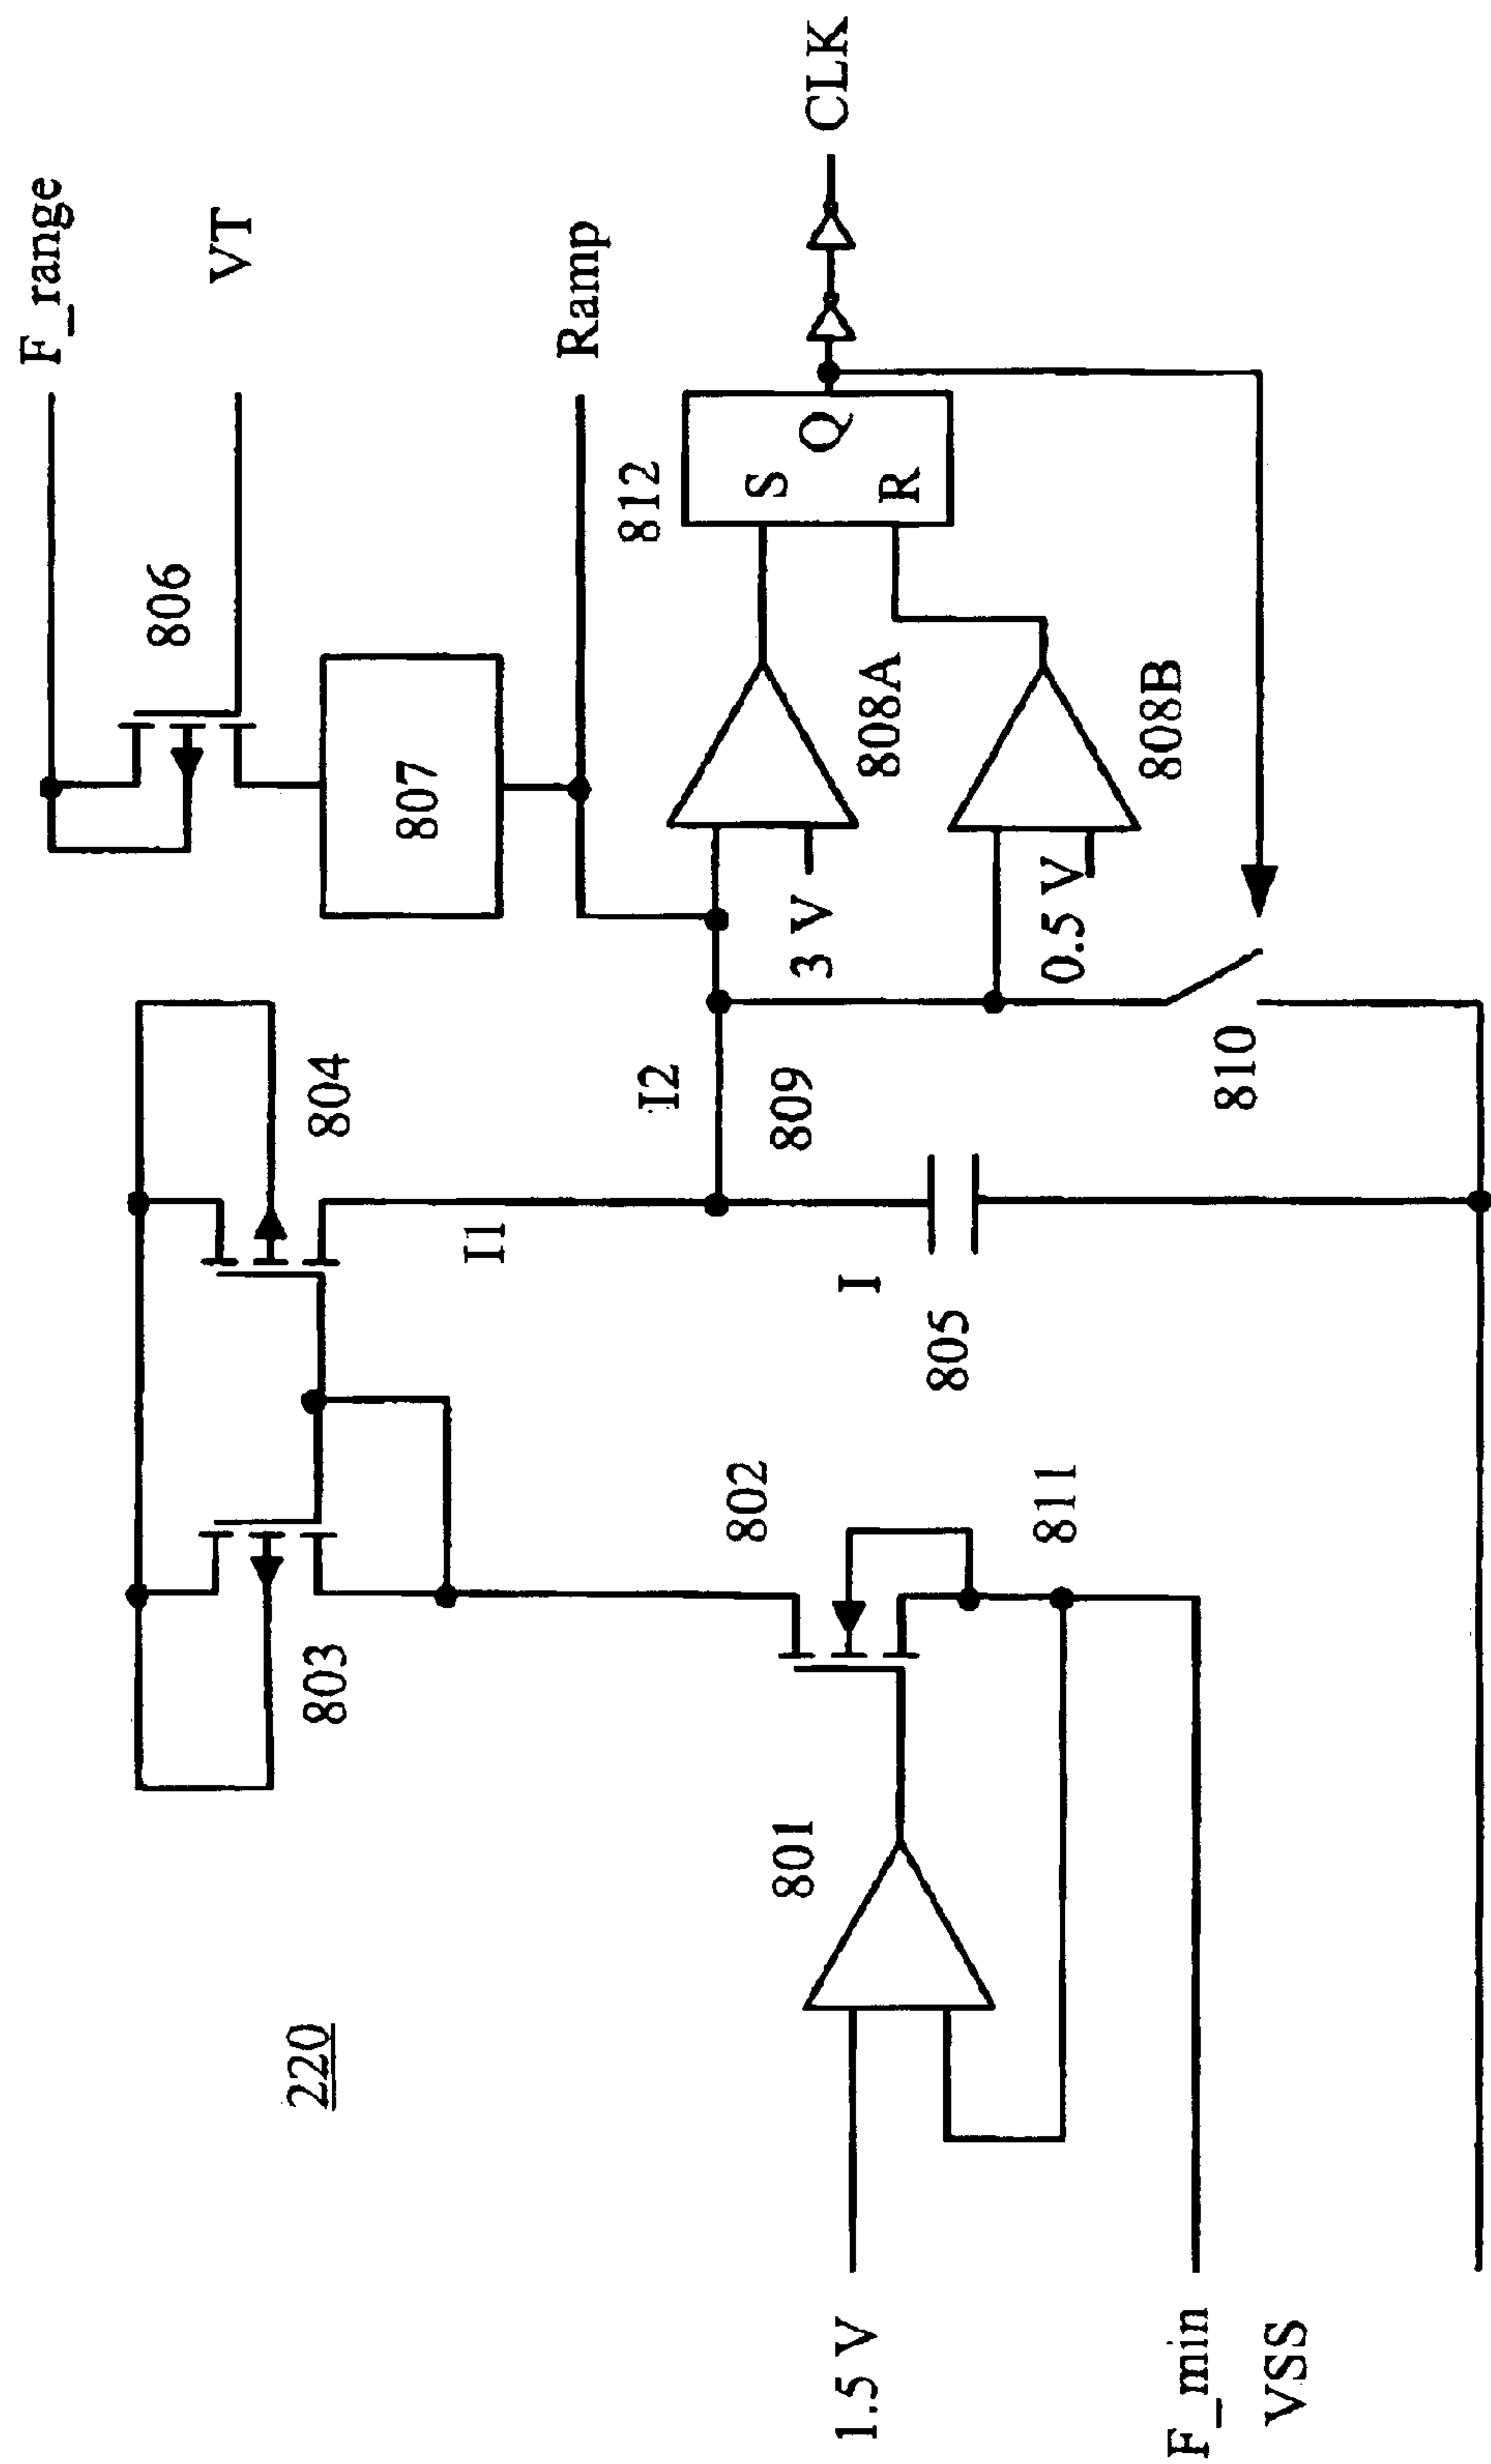 220
F_range
VT
806
807
Ramp
803
804
I1
I2
812
S
Q
R
CLK
802
809
3 V
808A
801
I
805
0.5 V
808B
811
810
1.5 V
F_min
VSS